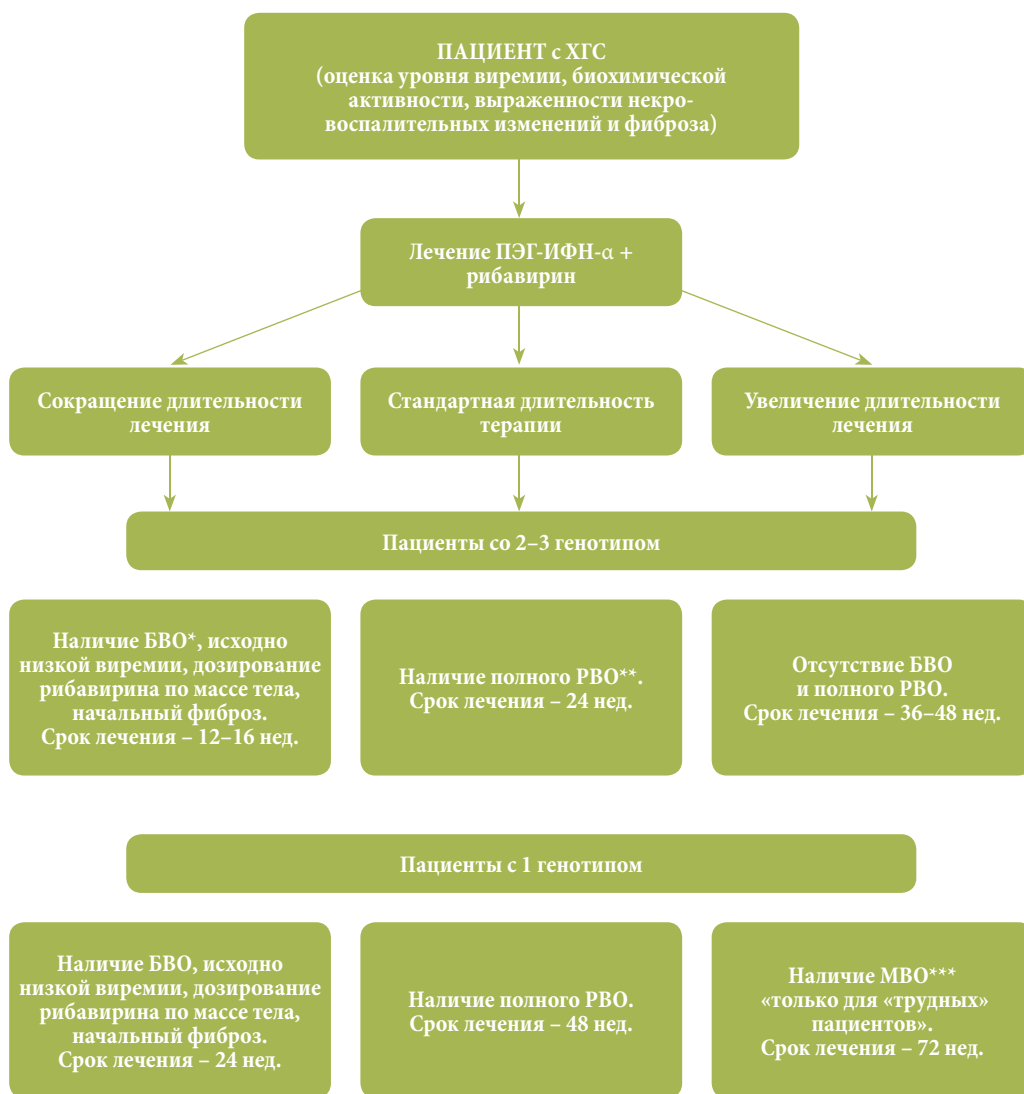 ПАЦИЕНТ с ХГС
(оценка уровня виремии, биохимической
активности, выраженности некро-
воспалительных изменений и фиброза)
Лечение ПЭГ-ИФН-α +
рибавирин
Сокращение длительности
лечения
Стандартная длительность
терапии
Увеличение длительности
лечения
Пациенты со 2–3 генотипом
Наличие БВО*, исходно
низкой виремии, дозирование
рибавирина по массе тела,
начальный фиброз.
Срок лечения – 12–16 нед.
Наличие полного РВО**.
Срок лечения – 24 нед.
Отсутствие БВО
и полного РВО.
Срок лечения – 36–48 нед.
Пациенты с 1 генотипом
Наличие БВО, исходно
низкой виремии, дозирование
рибавирина по массе тела,
начальный фиброз.
Срок лечения – 24 нед.
Наличие полного РВО.
Срок лечения – 48 нед.
Наличие МВО***
«только для «трудных»
пациентов».
Срок лечения – 72 нед.